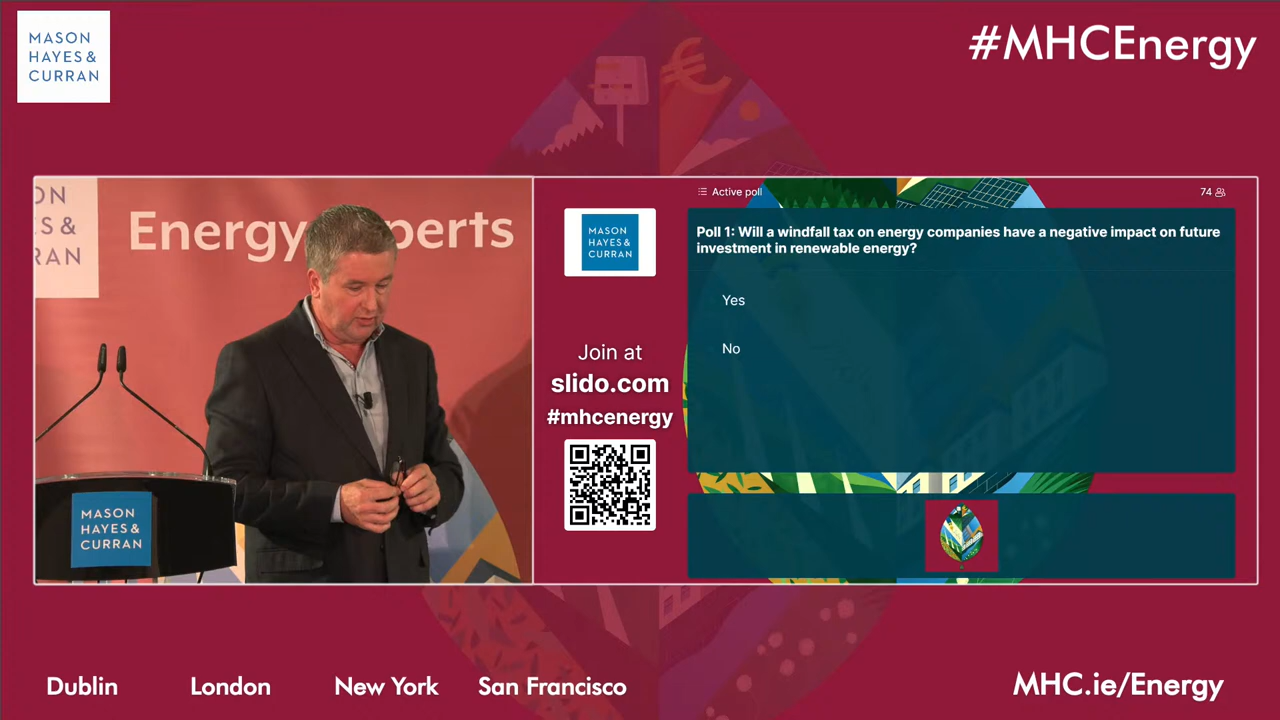 MASON
HAYES &
CURRAN
#MHCEnergy
ON
S &
RAN
Energy perts
MASON
HAYES &
CURRAN
MASON
HAYES &
CURRAN
Join at
slido.com
#mhcenergy
Active poll
74
Poll 1: Will a windfall tax on energy companies have a negative impact on future
investment in renewable energy?
Yes
No
Dublin
London
New York
San Francisco
MHC.ie/Energy